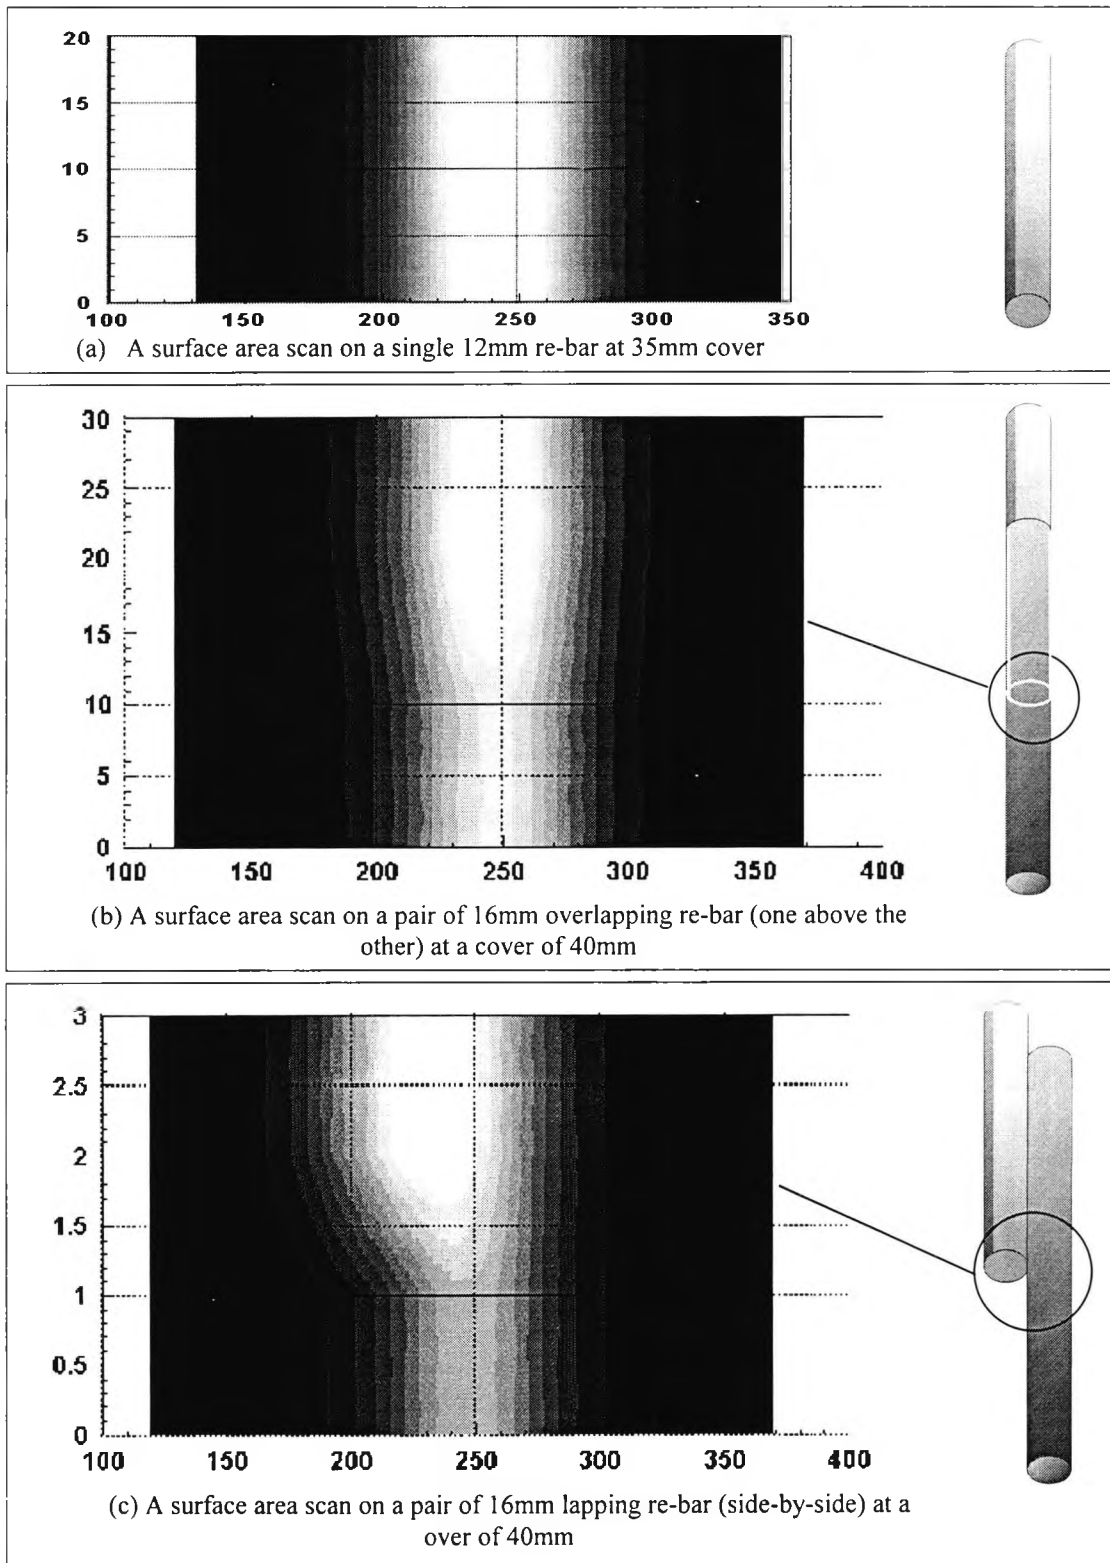 20
15
10
5
0
100 150 200 250 300 350
(a) A surface area scan on a single 12mm re-bar at 35mm cover
30
25
20
15
10
5
0
100 150 200 250 300 350 400
(b) A surface area scan on a pair of 16mm overlapping re-bar (one above the
other) at a cover of 40mm
3
2.5
2
1.5
1
0.5
0
100 150 200 250 300 350 400
(c) A surface area scan on a pair of 16mm lapping re-bar (side-by-side) at a
over of 40mm